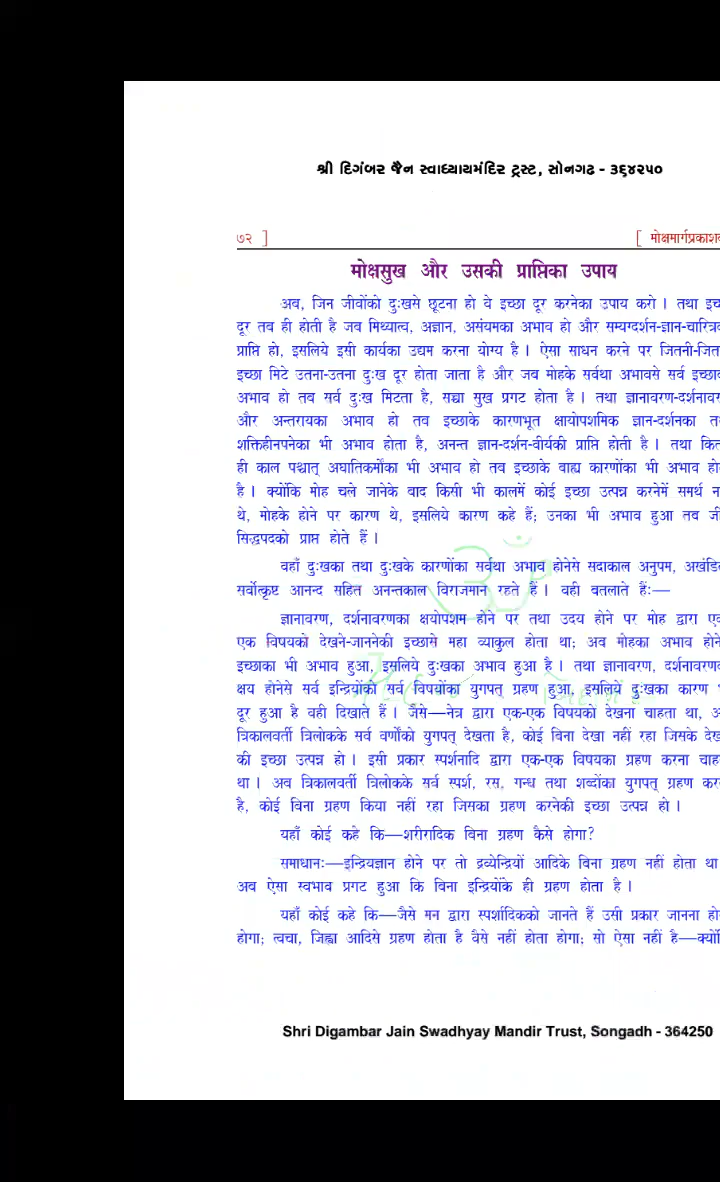 શ્રી દિગંબર જૈન સ્વાધ્યાયમંદિર ટ્રસ્ટ, સોનગઢ - ૩૬૪૨૫૦
७२ ]
[ मोक्षमार्गप्रकाशक
मोक्षसुख और उसकी प्राप्तिका उपाय
अब, जिन जीवोंको दुःखसे छूटना हो वे इच्छा दूर करनेका उपाय करो । तथा इच्
दूर तब ही होती है जब मिथ्यात्व, अज्ञान, असंयमका अभाव हो और सम्यग्दर्शन-ज्ञान-चारित्रक
प्राप्ति हो, इसलिये इसी कार्यका उद्यम करना योग्य है । ऐसा साधन करने पर जितनी-जित
इच्छा मिटे उतना-उतना दुःख दूर होता जाता है और जब मोहके सर्वथा अभावसे सर्व इच्छाक
अभाव हो तब सर्व दुःख मिटता है, सच्चा सुख प्रगट होता है । तथा ज्ञानावरण-दर्शनावर
और अन्तरायका अभाव हो तब इच्छाके कारणभूत क्षायोपशमिक ज्ञान-दर्शनका त
शक्तिहीनपनेका भी अभाव होता है, अनन्त ज्ञान-दर्शन-वीर्यकी प्राप्ति होती है । तथा कित
ही काल पश्चात् अघातिकर्मोंका भी अभाव हो तब इच्छाके बाह्य कारणोंका भी अभाव हो
है । क्योंकि मोह चले जानेके बाद किसी भी कालमें कोई इच्छा उत्पन्न करनेमें समर्थ न
थे, मोहके होने पर कारण थे, इसलिये कारण कहे हैं; उनका भी अभाव हुआ तब जी
सिद्धपदको प्राप्त होते हैं ।
वहाँ दुःखका तथा दुःखके कारणोंका सर्वथा अभाव होनेसे सदाकाल अनुपम, अखंडित
सर्वोत्कृष्ट आनन्द सहित अनन्तकाल विराजमान रहते हैं । वही बतलाते हैंः—
ज्ञानावरण, दर्शनावरणका क्षयोपशम होने पर तथा उदय होने पर मोह द्वारा एक
एक विषयको देखने-जाननेकी इच्छासे महा व्याकुल होता था; अब मोहका अभाव होने
इच्छाका भी अभाव हुआ, इसलिये दुःखका अभाव हुआ है । तथा ज्ञानावरण, दर्शनावरणक
क्षय होनेसे सर्व इन्द्रियोंको सर्व विषयोंका युगपत् ग्रहण हुआ, इसलिये दुःखका कारण भ
दूर हुआ है वही दिखाते हैं । जैसे—नेत्र द्वारा एक-एक विषयको देखना चाहता था, अ
त्रिकालवर्ती त्रिलोकके सर्व वर्णोंको युगपत् देखता है, कोई बिना देखा नहीं रहा जिसके देख
की इच्छा उत्पन्न हो । इसी प्रकार स्पर्शनादि द्वारा एक-एक विषयका ग्रहण करना चाह
था । अब त्रिकालवर्ती त्रिलोकके सर्व स्पर्श, रस, गन्ध तथा शब्दोंका युगपत् ग्रहण कर
है, कोई बिना ग्रहण किया नहीं रहा जिसका ग्रहण करनेकी इच्छा उत्पन्न हो ।
यहाँ कोई कहे कि—शरीरादिक बिना ग्रहण कैसे होगा?
समाधानः—इन्द्रियज्ञान होने पर तो द्रव्येन्द्रियों आदिके बिना ग्रहण नहीं होता था
अब ऐसा स्वभाव प्रगट हुआ कि बिना इन्द्रियोंके ही ग्रहण होता है ।
यहाँ कोई कहे कि—जैसे मन द्वारा स्पर्शादिकको जानते हैं उसी प्रकार जानना हो
होगा; त्वचा, जिह्वा आदिसे ग्रहण होता है वैसे नहीं होता होगा; सो ऐसा नहीं है—क्योंि
Shri Digambar Jain Swadhyay Mandir Trust, Songadh - 364250